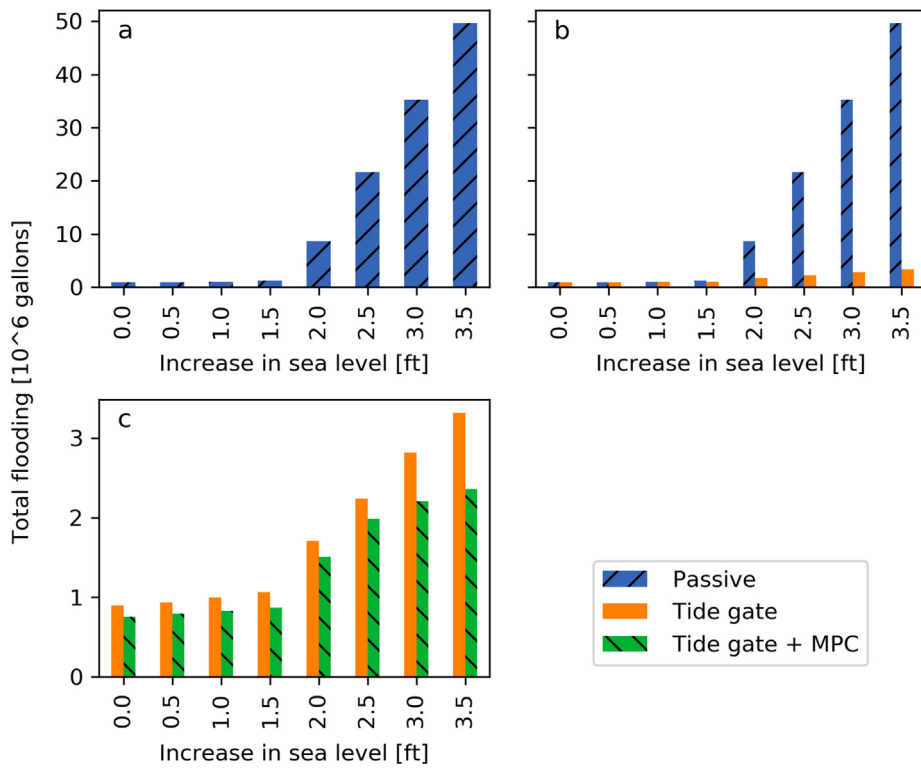 Total flooding [10^6 gallons]
a
50
40
30
20
10
0
0.0 0.5 1.0 1.5 2.0 2.5 3.0 3.5
Increase in sea level [ft]
b
0.0 0.5 1.0 1.5 2.0 2.5 3.0 3.5
Increase in sea level [ft]
c
3
2
1
0
0.0 0.5 1.0 1.5 2.0 2.5 3.0 3.5
Increase in sea level [ft]
Passive
Tide gate
Tide gate + MPC